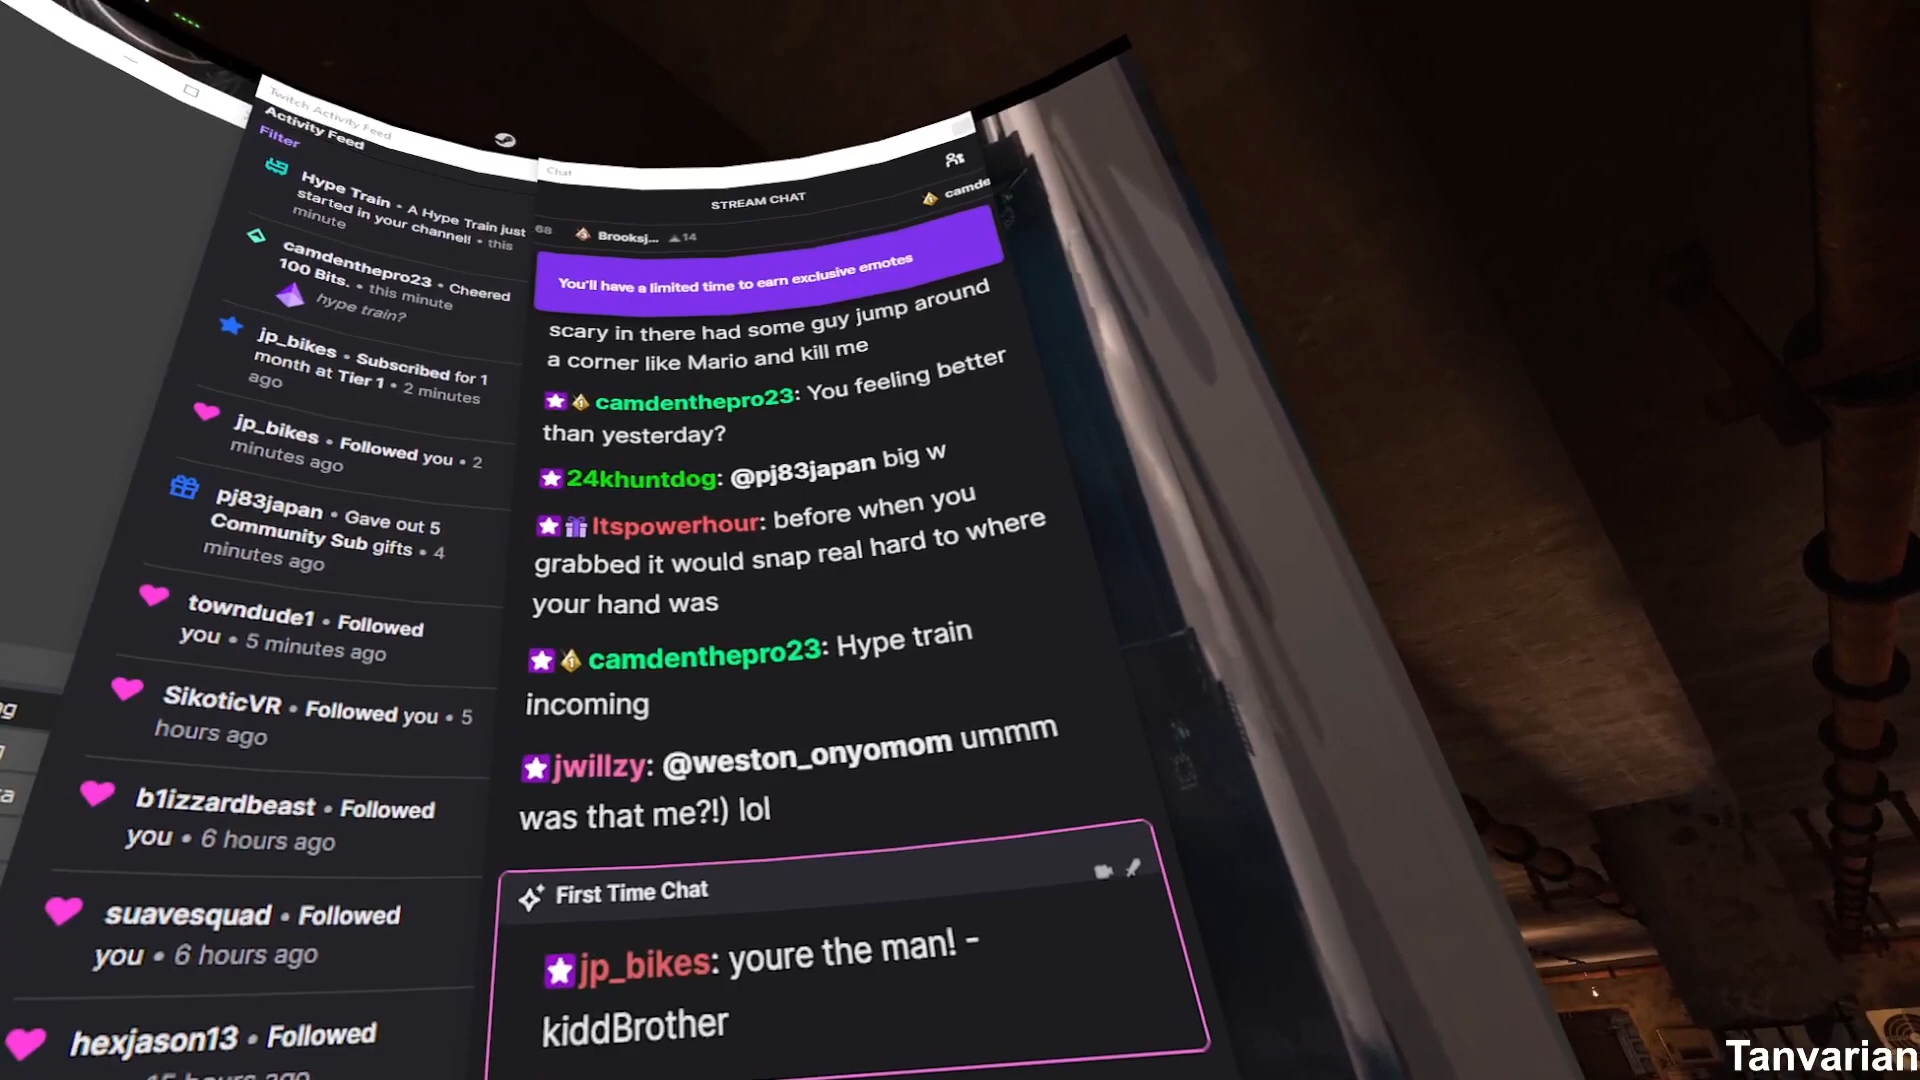 Twitch Activity Feed
Activity Feed
Filter
Hype Train • A Hype Train just
started in your channel! • this
minute
camdenthepro23 • Cheered
100 Bits. • this minute
hype train?
jp_bikes • Subscribed for 1
month at Tier 1 • 2 minutes
ago
jp_bikes • Followed you • 2
minutes ago
pj83japan • Gave out 5
Community Sub gifts • 4
minutes ago
towndude1 • Followed
you • 5 minutes ago
SikoticVR • Followed you • 5
hours ago
b1izzardbeast • Followed
you • 6 hours ago
suavesquad • Followed
you • 6 hours ago
hexjason13 • Followed
Chat
STREAM CHAT
68 Brooksj... 14
camde
You'll have a limited time to earn exclusive emotes
scary in there had some guy jump around
a corner like Mario and kill me
camdenthepro23: You feeling better
than yesterday?
24khuntdog: @pj83japan big w
Itspowerhour: before when you
grabbed it would snap real hard to where
your hand was
camdenthepro23: Hype train
incoming
jwillzy: @weston_onyomom ummm
was that me?!) lol
First Time Chat
jp_bikes: youre the man! -
kiddBrother
Tanvarian